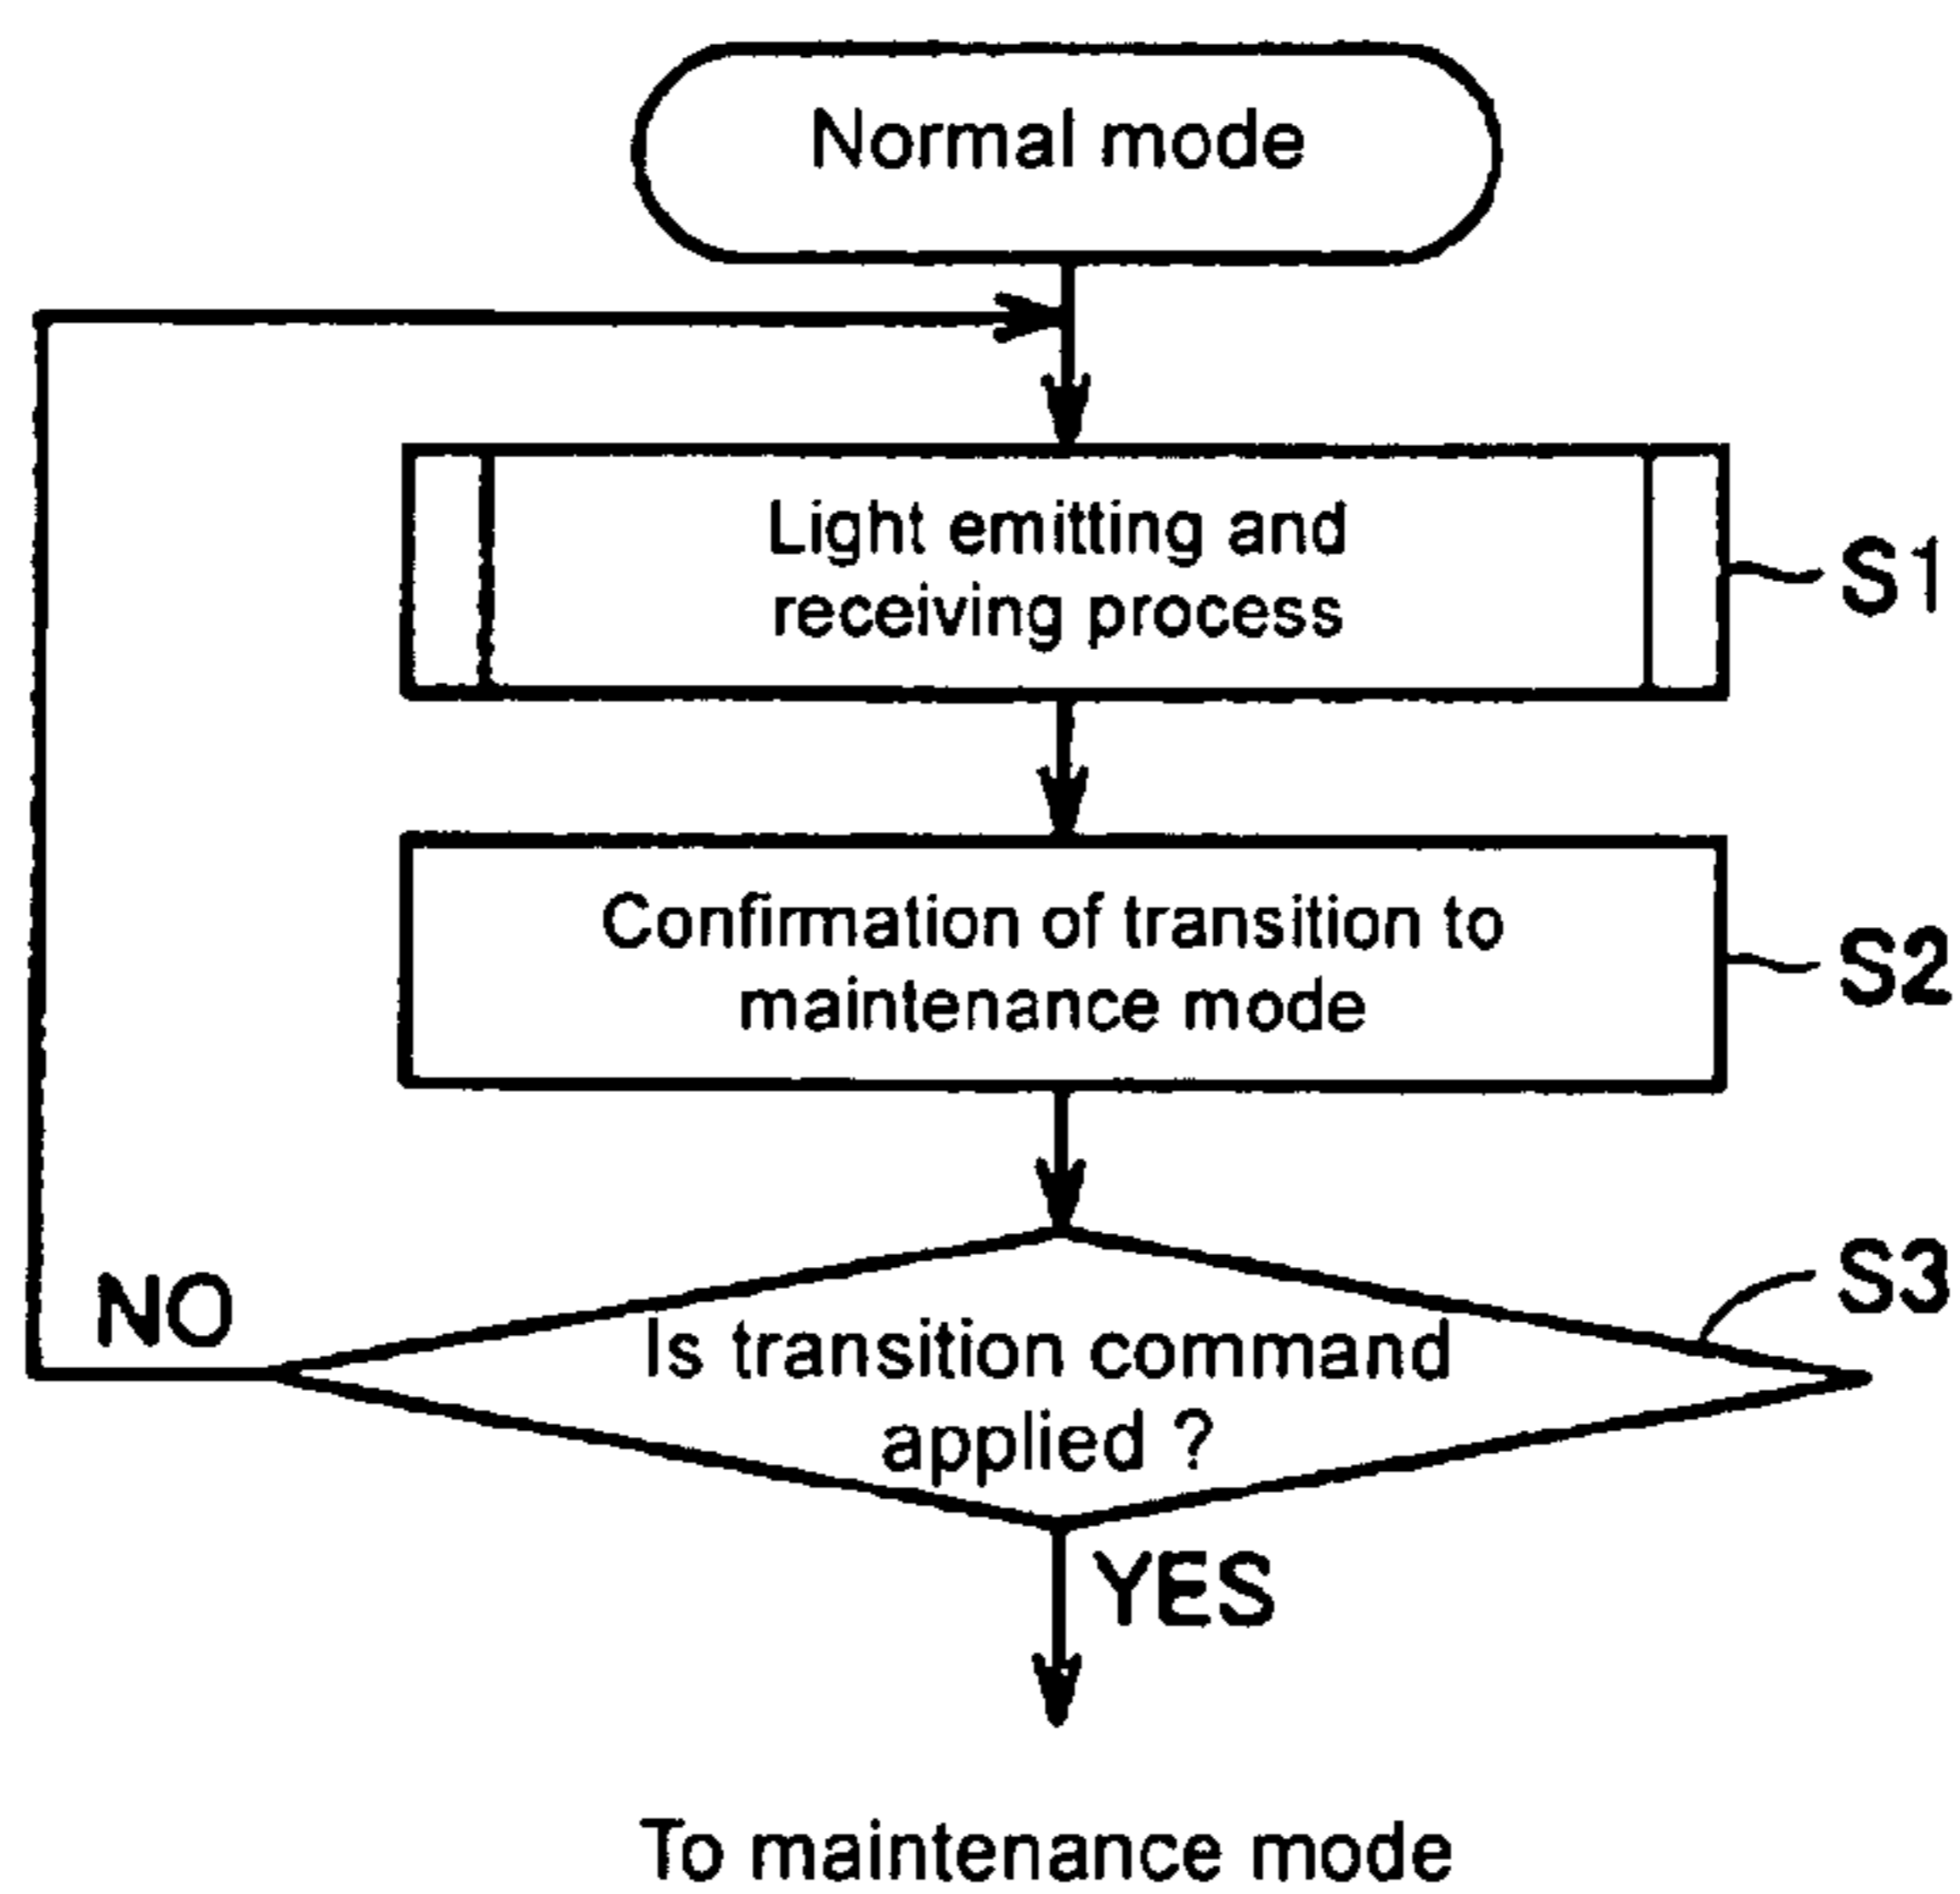 Normal mode
Light emitting and
receiving process
S1
Confirmation of transition to
maintenance mode
S2
S3
NO
Is transition command
applied ?
YES
To maintenance mode